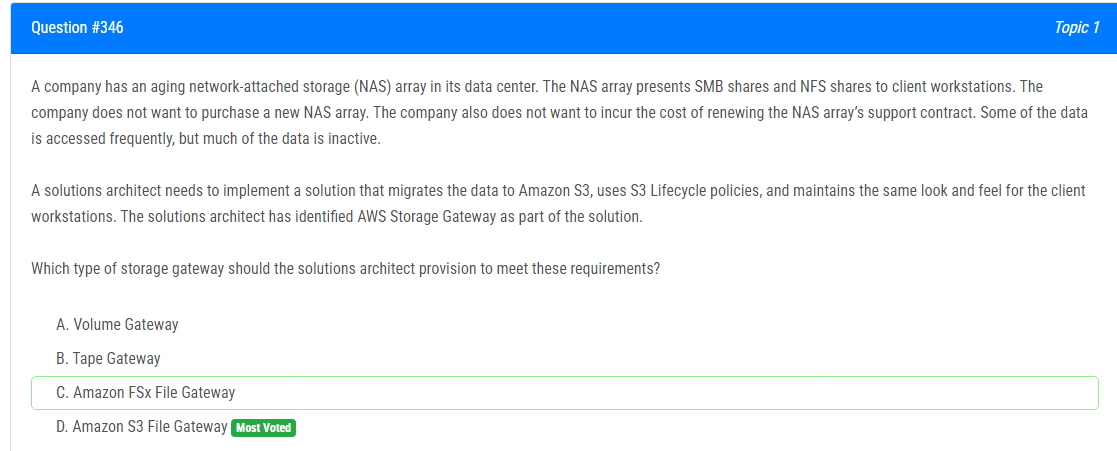 Question #346
Topic 1
A company has an aging network-attached storage (NAS) array in its data center. The NAS array presents SMB shares and NFS shares to client workstations. The
company does not want to purchase a new NAS array. The company also does not want to incur the cost of renewing the NAS array’s support contract. Some of the data
is accessed frequently, but much of the data is inactive.
A solutions architect needs to implement a solution that migrates the data to Amazon S3, uses S3 Lifecycle policies, and maintains the same look and feel for the client
workstations. The solutions architect has identified AWS Storage Gateway as part of the solution.
Which type of storage gateway should the solutions architect provision to meet these requirements?
A. Volume Gateway
B. Tape Gateway
C. Amazon FSx File Gateway
D. Amazon S3 File Gateway Most Voted